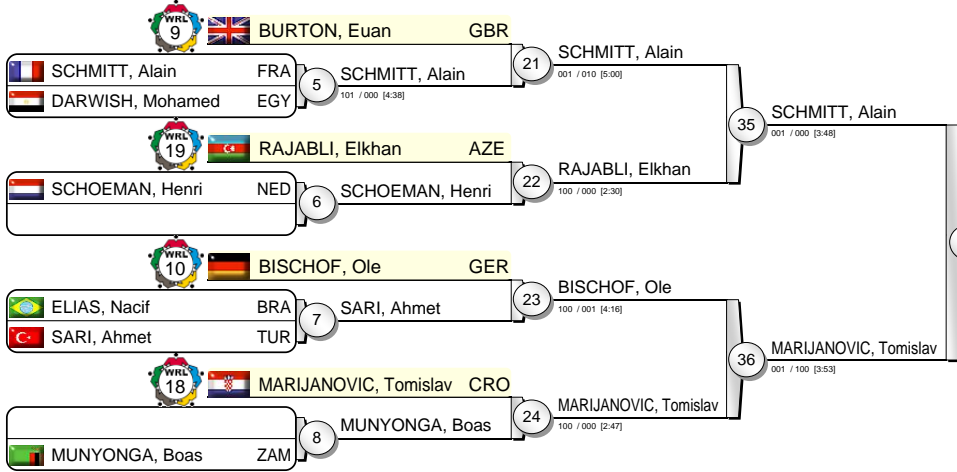 WRL
9
BURTON, Euan GBR
SCHMITT, Alain FRA
DARWISH, Mohamed EGY
5
SCHMITT, Alain
101 / 000 [4:38]
21
SCHMITT, Alain
001 / 010 [5:00]
WRL
19
RAJABLI, Elkhan AZE
SCHOEMAN, Henri NED
6
SCHOEMAN, Henri
22
RAJABLI, Elkhan
100 / 000 [2:30]
35
SCHMITT, Alain
001 / 000 [3:48]
WRL
10
BISCHOF, Ole GER
ELIAS, Nacif BRA
SARI, Ahmet TUR
7
SARI, Ahmet
23
BISCHOF, Ole
100 / 001 [4:16]
WRL
18
MARIJANOVIC, Tomislav CRO
MUNYONGA, Boas ZAM
8
MUNYONGA, Boas
24
MARIJANOVIC, Tomislav
100 / 000 [2:47]
36
MARIJANOVIC, Tomislav
001 / 100 [3:53]